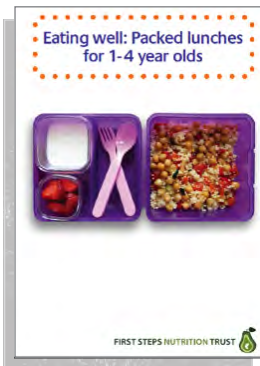 Eating well: Packed lunches
for 1-4 year olds
FIRST STEPS NUTRITION TRUST